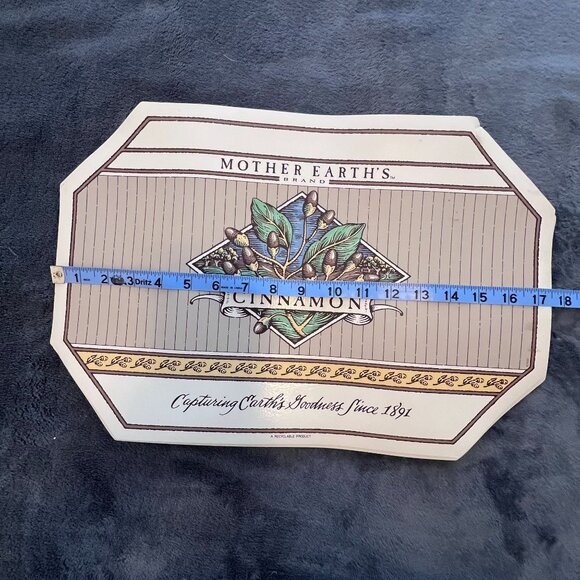 MOTHER EARTH'S™
BRAND
1 2 3 Dritz 4 5 6 7 8 9 10 11 12 13 14 15 16 17 18
CINNAMON
Capturing Earth's Goodness Since 1891
A RECYCLABLE PRODUCT